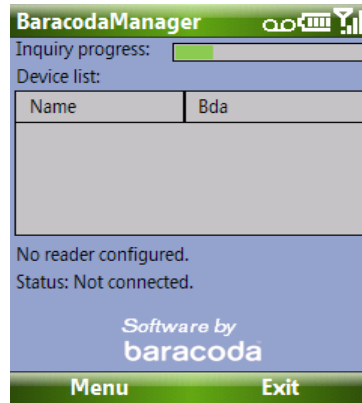 BaracodaManager
Inquiry progress:
Device list:
Name Bda
No reader configured.
Status: Not connected.
Software by
baracoda
Menu Exit